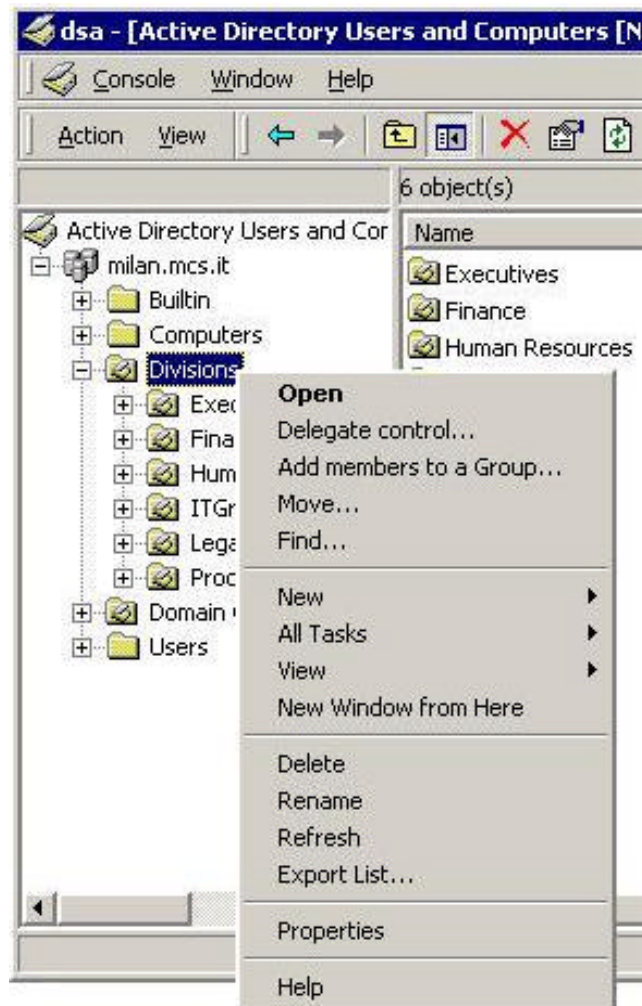 dsa - [Active Directory Users and Computers [N
Console Window Help
Action View
6 object(s)
Active Directory Users and Cor
Name
milan.mcs.it
Builtin
Computers
Divisions
Exec
Fina
Hum
ITGr
Lega
Proc
Domain
Users
Executives
Finance
Human Resources
Open
Delegate control...
Add members to a Group...
Move...
Find...
New
All Tasks
View
New Window from Here
Delete
Rename
Refresh
Export List...
Properties
Help